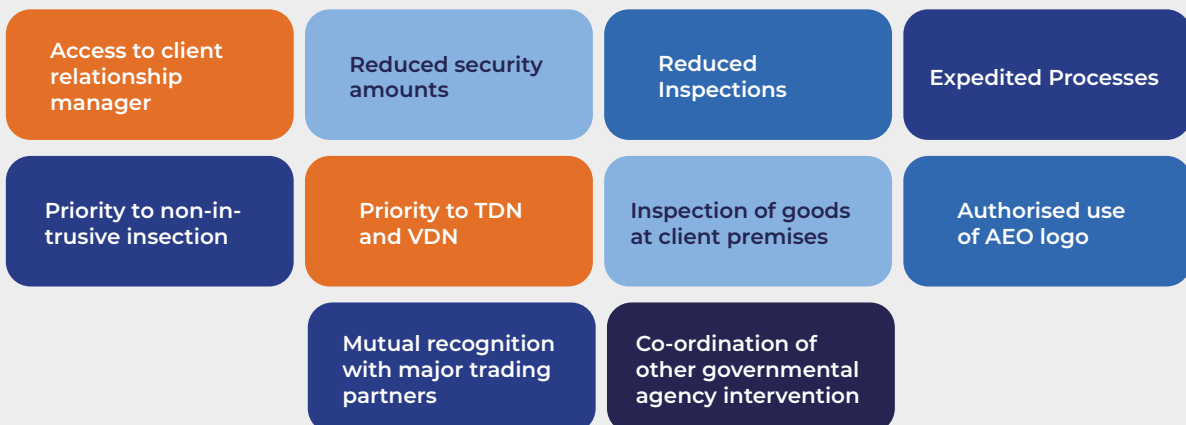 Access to client
relationship
manager
Reduced security
amounts
Reduced
Inspections
Expedited Processes
Priority to non-in-
trusive insection
Priority to TDN
and VDN
Inspection of goods
at client premises
Authorised use
of AEO logo
Mutual recognition
with major trading
partners
Co-ordination of
other governmental
agency intervention